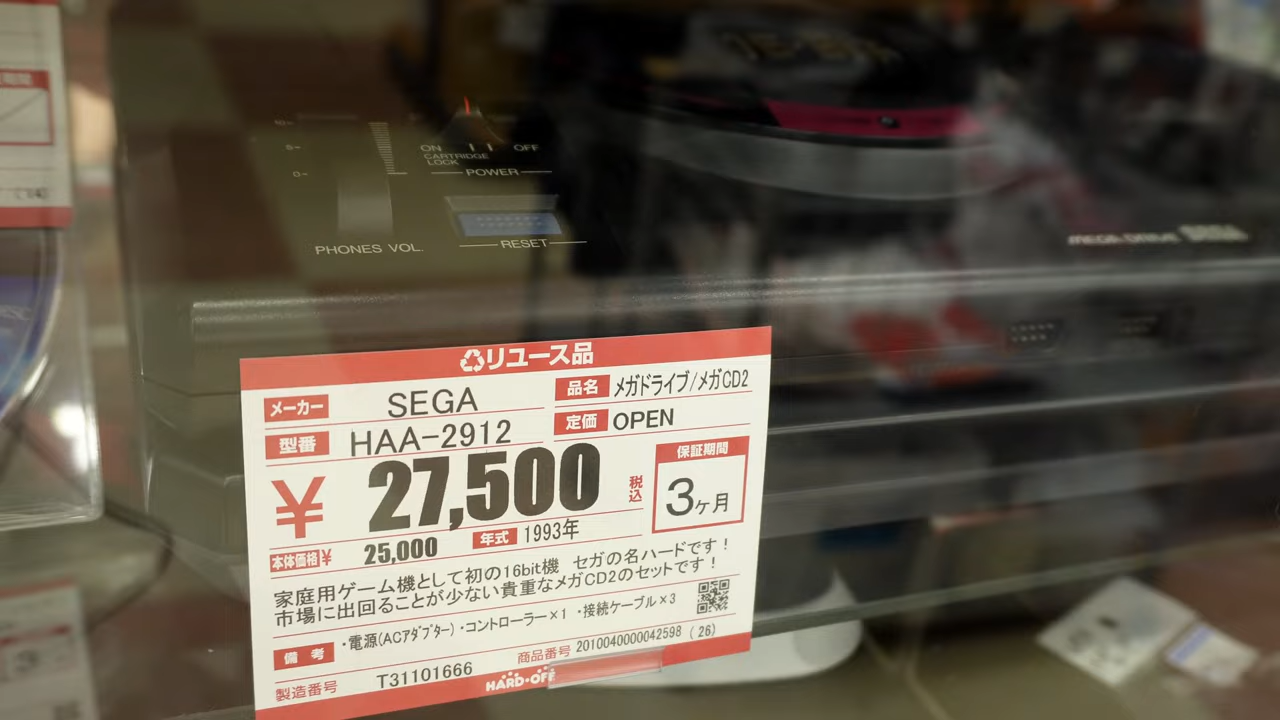 16-BIT
ON OFF
CARTRIDGE
LOCK
POWER
PHONES VOL.
RESET
MEGA DRIVE SEGA
リユース品
メーカー SEGA
品名 メガドライブ/メガCD2
型番 HAA-2912
定価 OPEN
¥27,500 税込
保証期間
3ヶ月
本体価格¥ 25,000
年式 1993年
家庭用ゲーム機として初の16bit機 セガの名ハードです！
市場に出回ることが少ない貴重なメガCD2のセットです！
備考 ・電源(ACアダプター)・コントローラー×1 ・接続ケーブル×3
製造番号 T31101666
商品番号 2010040000042598 (26)
HARD・OFF